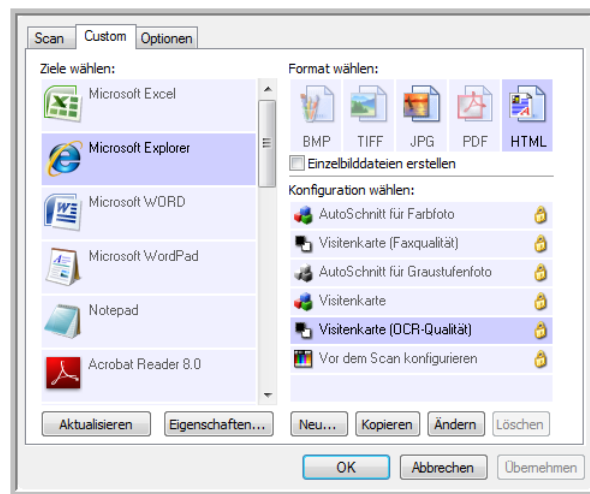 Scan Custom Optionen
Ziele wählen:
Microsoft Excel
Microsoft Explorer
Microsoft WORD
Microsoft WordPad
Notepad
Acrobat Reader 8.0
Aktualisieren Eigenschaften...
Format wählen:
BMP TIFF JPG PDF HTML
Einzelbilddateien erstellen
Konfiguration wählen:
AutoSchnitt für Farbfoto
Visitenkarte (Faxqualität)
AutoSchnitt für Graustufenfoto
Visitenkarte
Visitenkarte (OCR-Qualität)
Vor dem Scan konfigurieren
Neu... Kopieren Ändern Löschen
OK Abbrechen Übernehmen